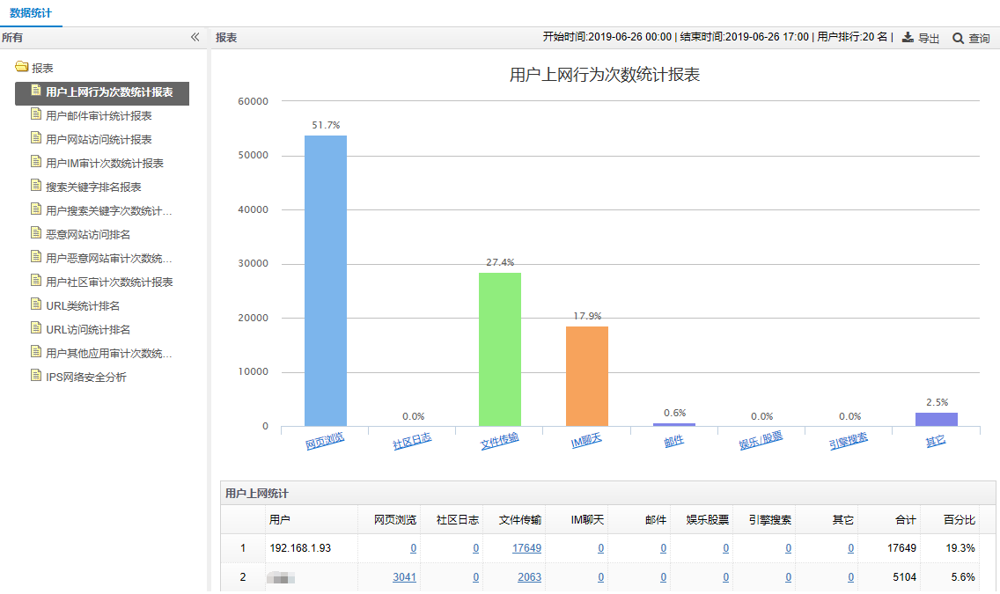 数据统计
所有
报表
用户上网行为次数统计报表
用户邮件审计统计报表
用户网站访问统计报表
用户IM审计次数统计报表
搜索关键字排名报表
用户搜索关键字次数统计...
恶意网站访问排名
用户恶意网站审计次数统...
用户社区审计次数统计报表
URL类统计排名
URL访问统计排名
用户其他应用审计次数统...
IPS网络安全分析
报表 开始时间:2019-06-26 00:00 | 结束时间:2019-06-26 17:00 | 用户排行:20 名 | 导出 查询
用户上网行为次数统计报表
60000
50000
40000
30000
20000
10000
0
51.7%
0.0%
27.4%
17.9%
0.6%
0.0%
0.0%
2.5%
网页浏览 社区日志 文件传输 IM聊天 邮件 娱乐/股票 引擎搜索 其它
用户上网统计
用户 网页浏览 社区日志 文件传输 IM聊天 邮件 娱乐股票 引擎搜索 其它 合计 百分比
1 192.168.1.93 0 0 17649 0 0 0 0 0 17649 19.3%
2 3041 0 2063 0 0 0 0 0 5104 5.6%